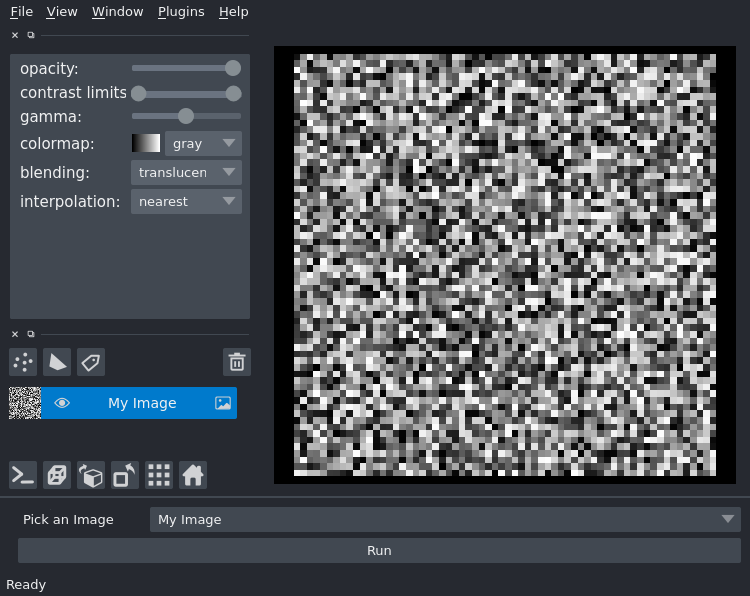 File View Window Plugins Help
opacity:
contrast limits
gamma:
colormap: gray
blending: translucen
interpolation: nearest
My Image
Pick an Image My Image
Run
Ready